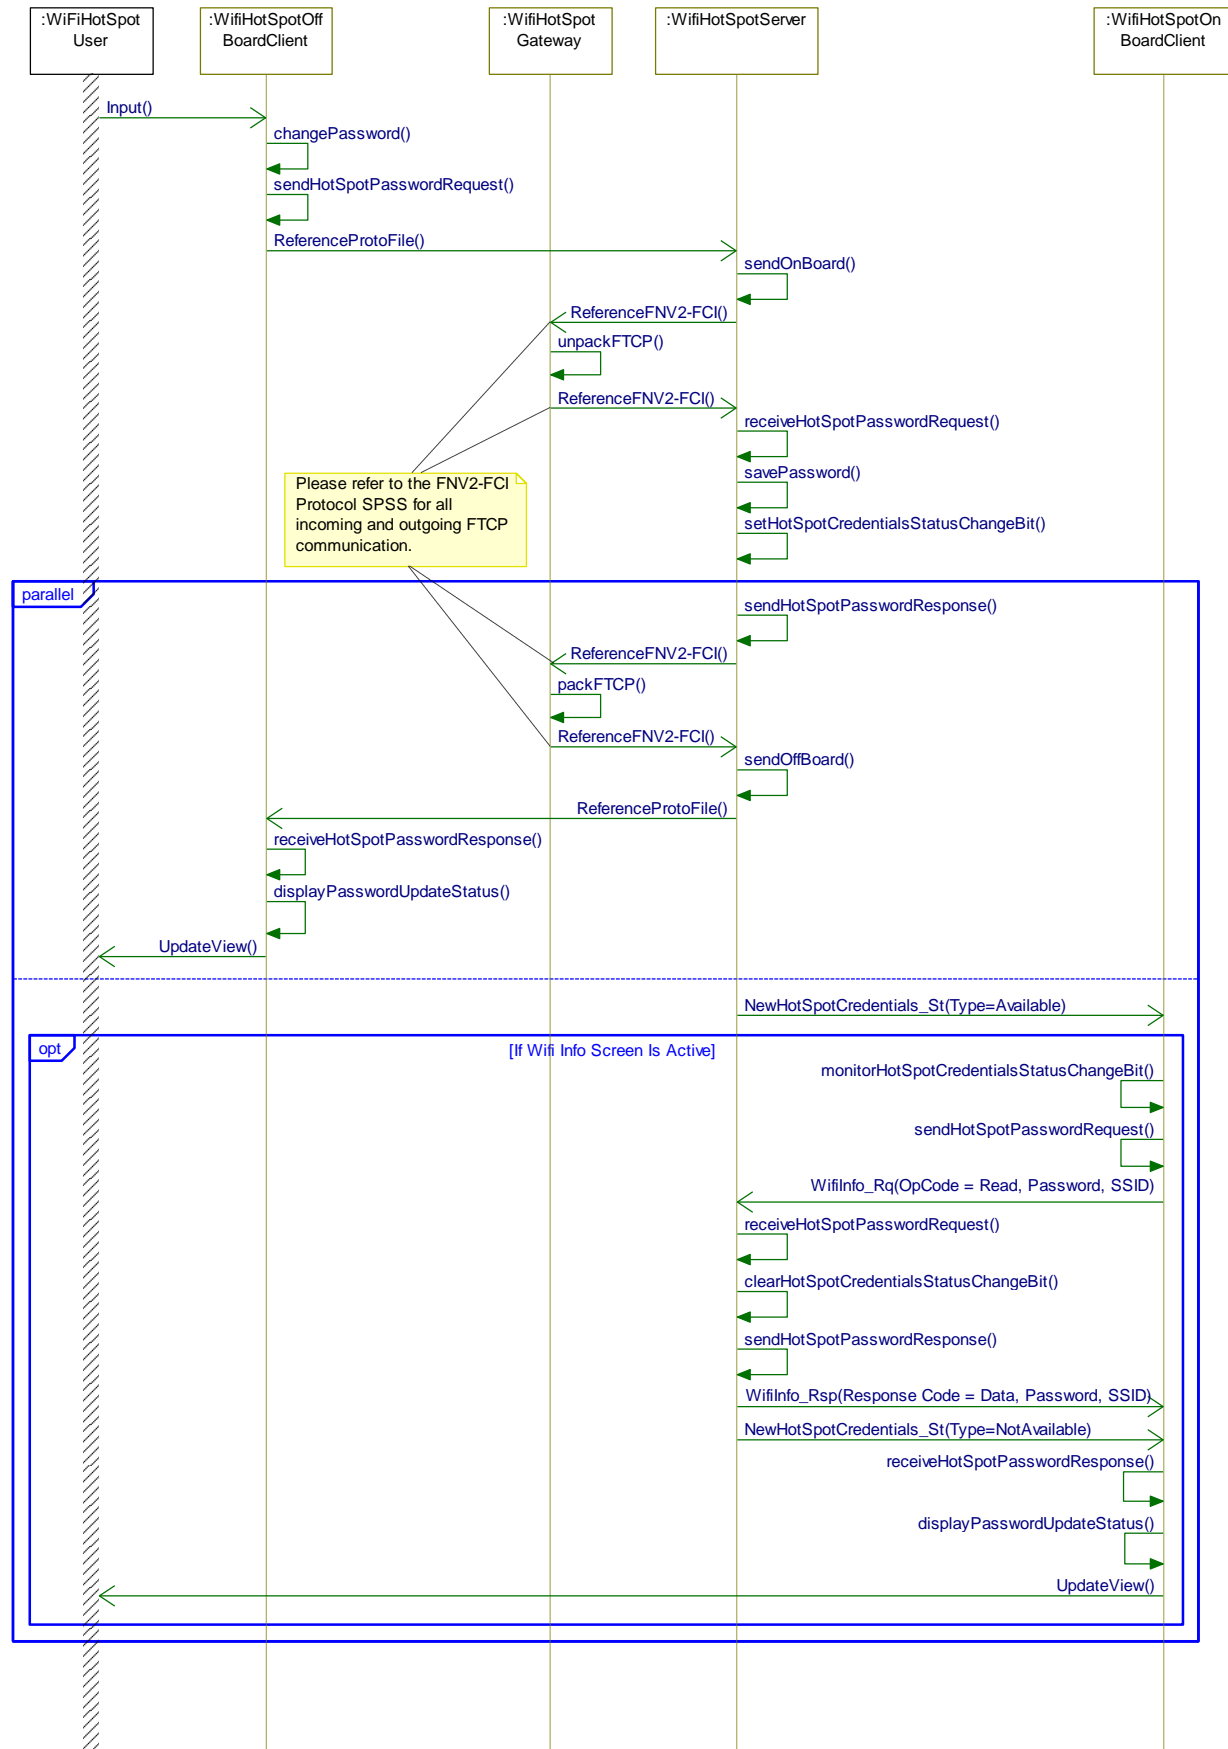 :WiFiHotSpot
User
:WifiHotSpotOff
BoardClient
:WifiHotSpot
Gateway
:WifiHotSpotServer
:WifiHotSpotOn
BoardClient
Input()
changePassword()
sendHotSpotPasswordRequest()
ReferenceProtoFile()
sendOnBoard()
ReferenceFNV2-FCI()
unpackFTCP()
ReferenceFNV2-FCI()
receiveHotSpotPasswordRequest()
savePassword()
Please refer to the FNV2-FCI
Protocol SPSS for all
incoming and outgoing FTCP
communication.
setHotSpotCredentialsStatusChangeBit()
parallel
sendHotSpotPasswordResponse()
ReferenceFNV2-FCI()
packFTCP()
ReferenceFNV2-FCI()
sendOffBoard()
ReferenceProtoFile()
receiveHotSpotPasswordResponse()
displayPasswordUpdateStatus()
UpdateView()
NewHotSpotCredentials_St(Type=Available)
opt
[If Wifi Info Screen Is Active]
monitorHotSpotCredentialsStatusChangeBit()
sendHotSpotPasswordRequest()
WifiInfo_Rq(OpCode = Read, Password, SSID)
receiveHotSpotPasswordRequest()
clearHotSpotCredentialsStatusChangeBit()
sendHotSpotPasswordResponse()
WifiInfo_Rsp(Response Code = Data, Password, SSID)
NewHotSpotCredentials_St(Type=NotAvailable)
receiveHotSpotPasswordResponse()
displayPasswordUpdateStatus()
UpdateView()